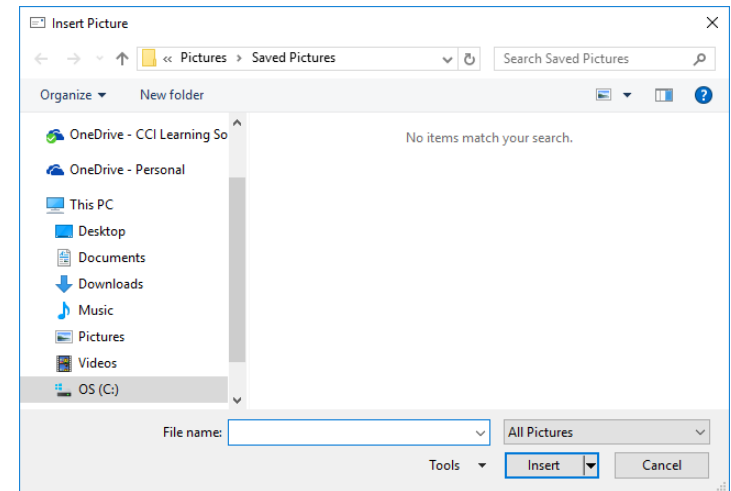 Insert Picture
« Pictures > Saved Pictures
Search Saved Pictures
Organize
New folder
OneDrive - CCI Learning So
No items match your search.
OneDrive - Personal
This PC
Desktop
Documents
Downloads
Music
Pictures
Videos
OS (C:)
File name:
All Pictures
Tools
Insert
Cancel